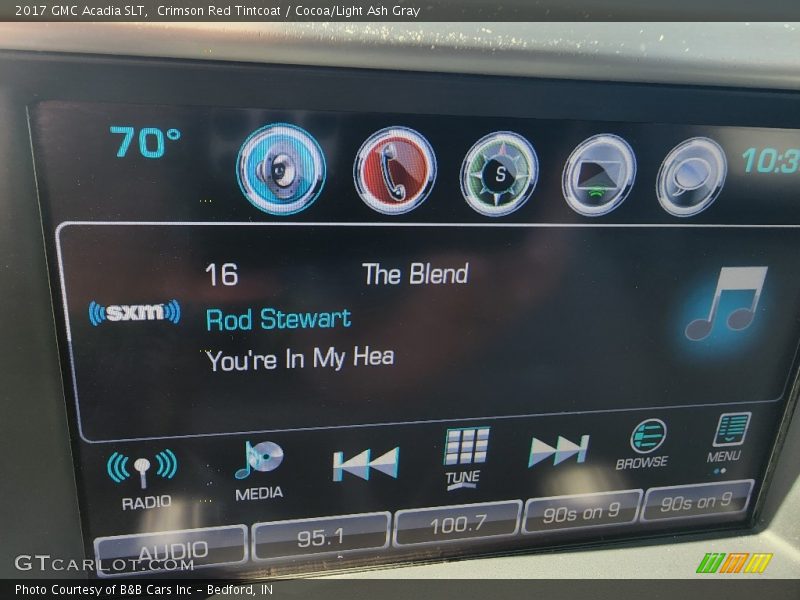 2017 GMC Acadia SLT, Crimson Red Tintcoat / Cocoa/Light Ash Gray
70°
S
10:3
16 The Blend
sxm
Rod Stewart
You're In My Hea
RADIO
MEDIA
TUNE
BROWSE
MENU
AUDIO
95.1
100.7
90s on 9
90s on 9
GTCARLOT.COM
Photo Courtesy of B&B Cars Inc - Bedford, IN